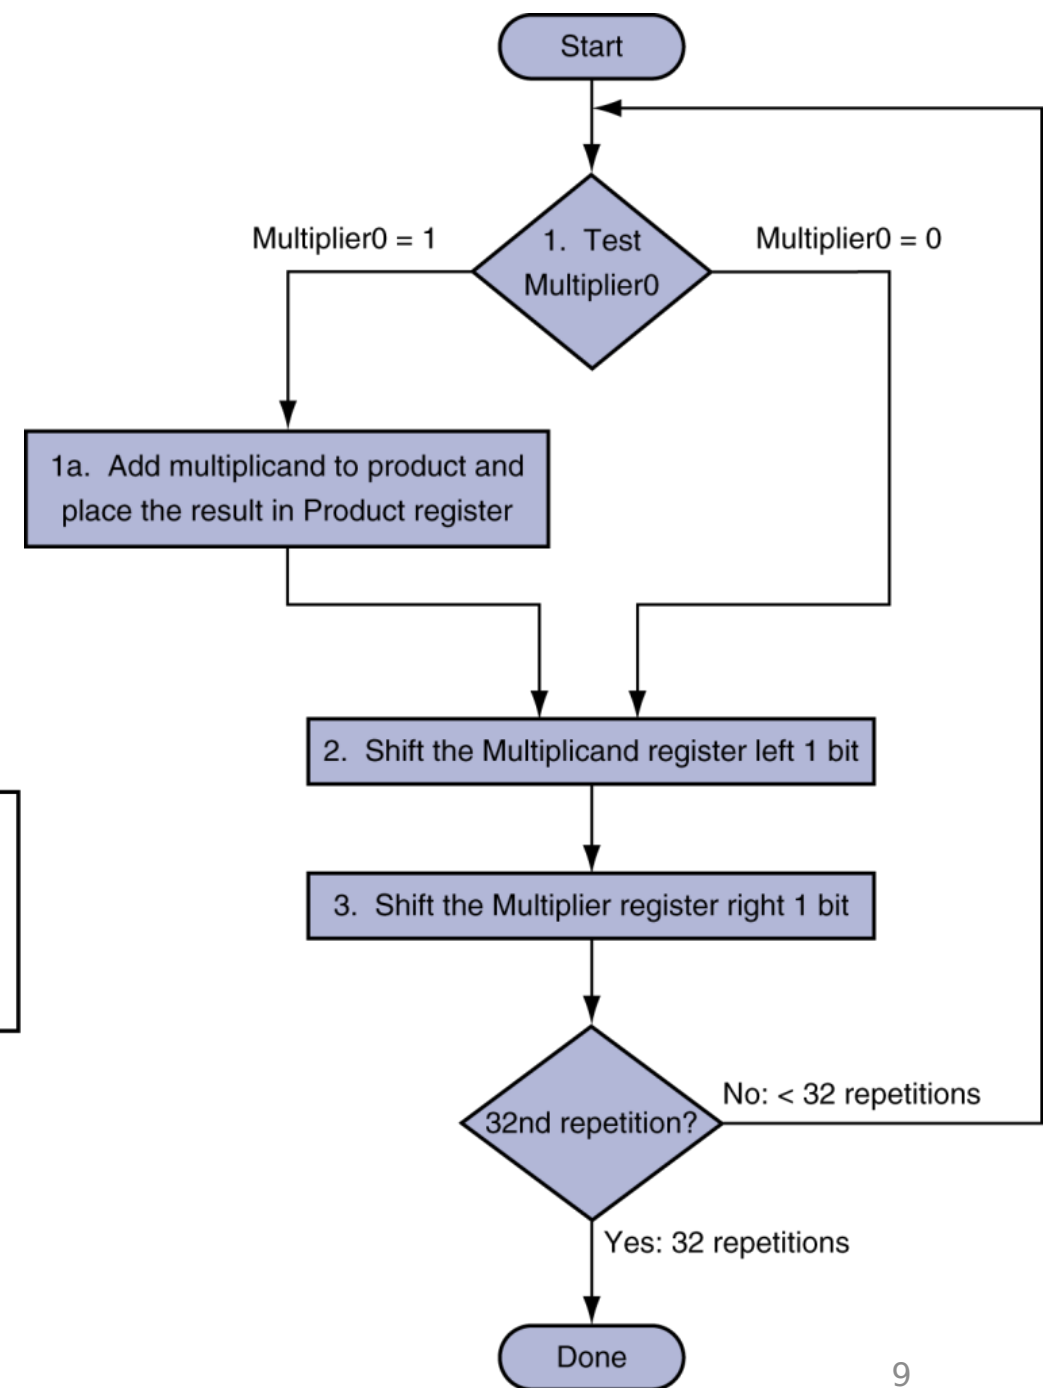 Start
Multiplier0 = 1
1. Test
Multiplier0
Multiplier0 = 0
1a. Add multiplicand to product and
place the result in Product register
2. Shift the Multiplicand register left 1 bit
3. Shift the Multiplier register right 1 bit
32nd repetition?
No: < 32 repetitions
Yes: 32 repetitions
Done
9